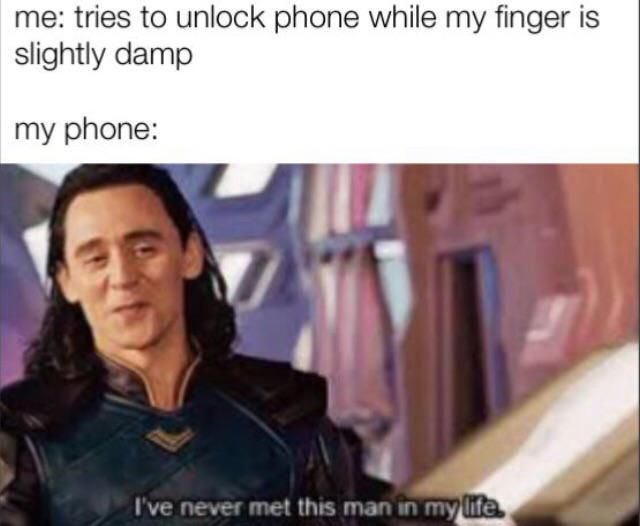 me: tries to unlock phone while my finger is
slightly damp
my phone:
I've never met this man in my life.